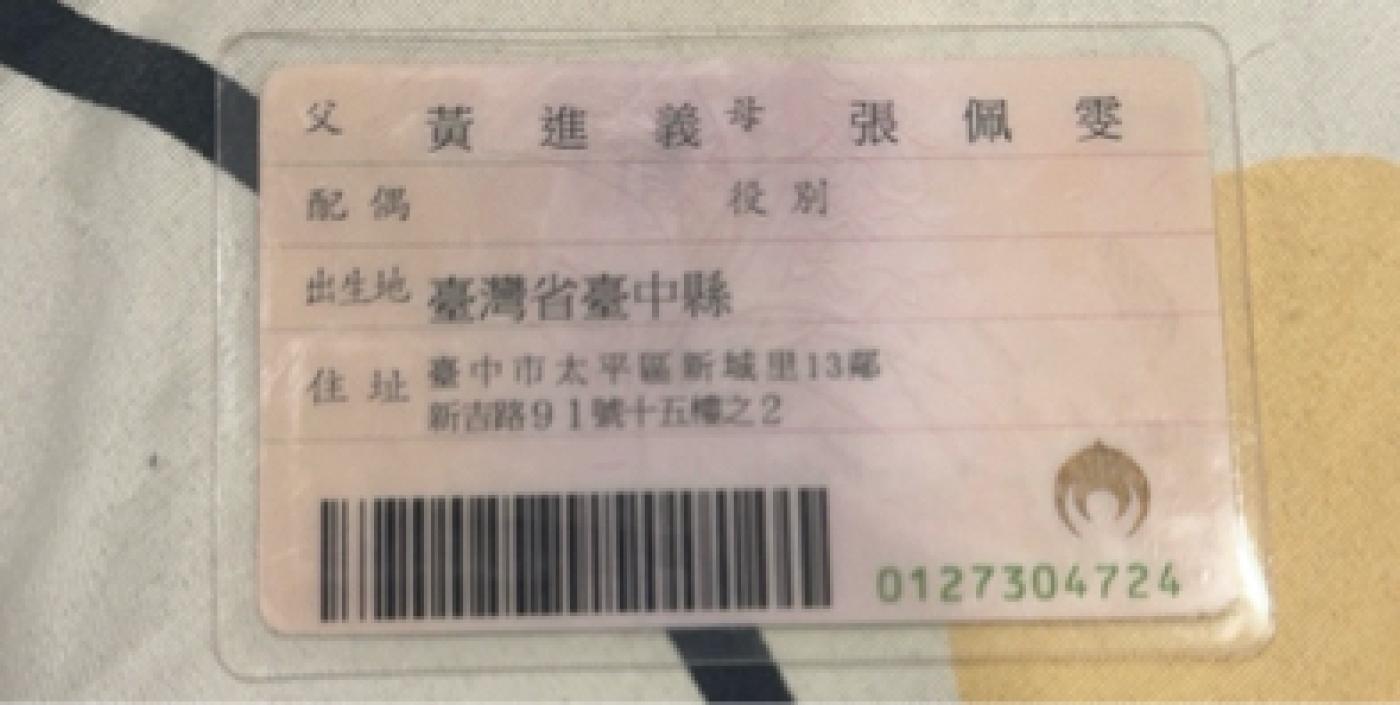 父 黃進義 母 張佩雯
配偶 役別
出生地 臺灣省臺中縣
住址 臺中市太平區新城里13鄰
新吉路91號十五樓之2
0127304724